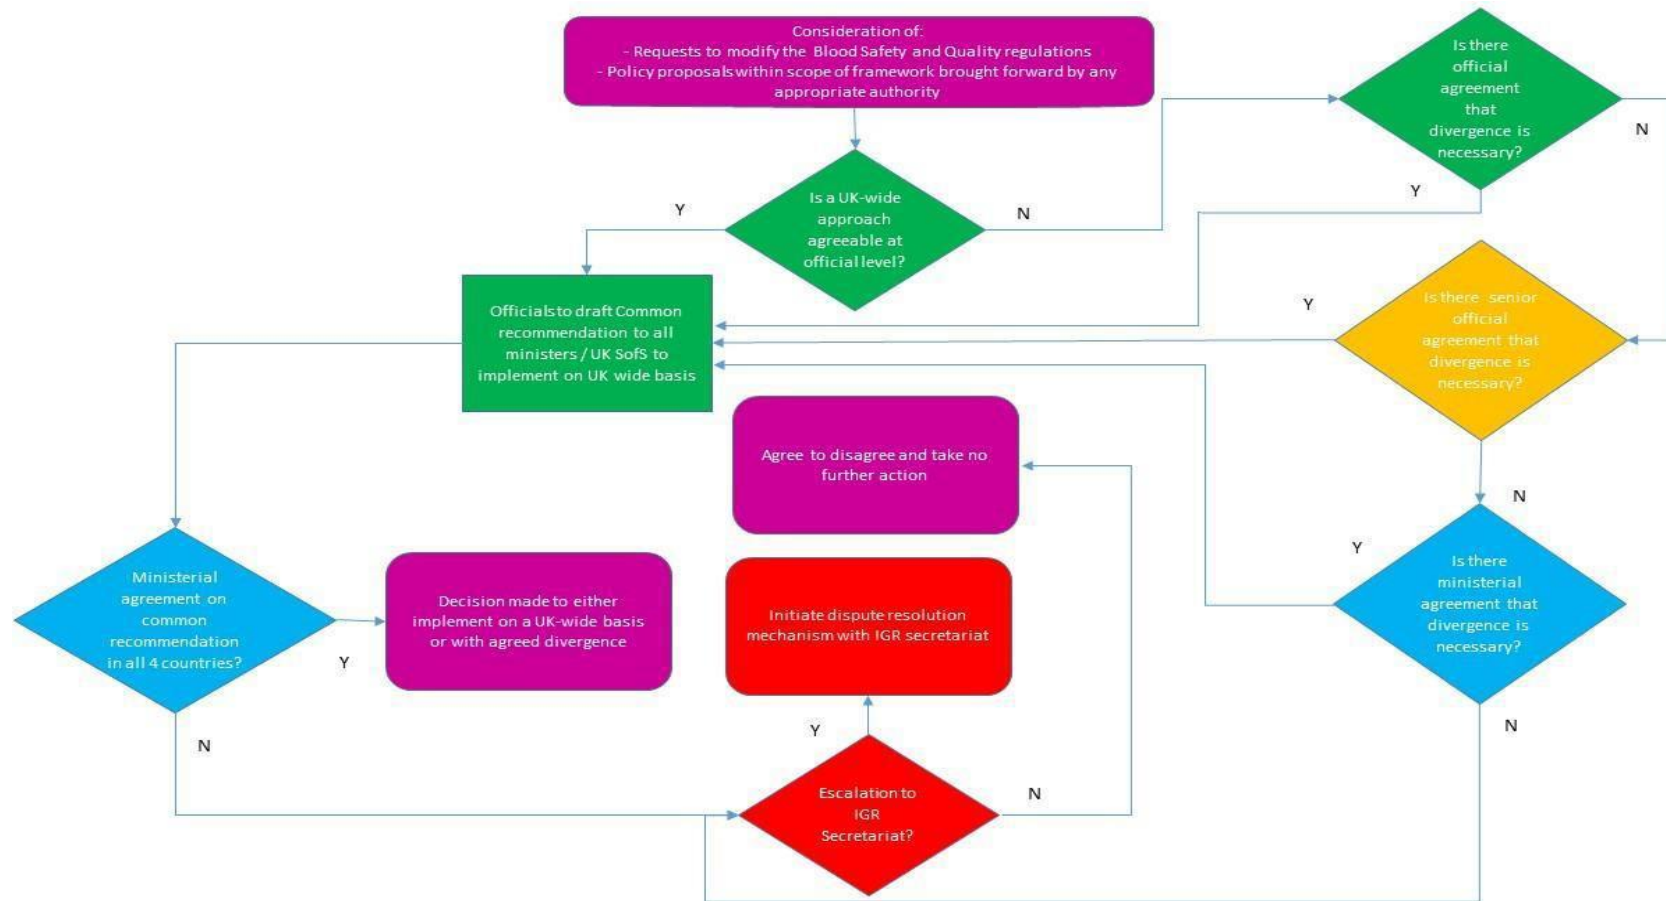 Consideration of:
- Requests to modify the Blood Safety and Quality regulations
- Policy proposals within scope of framework brought forward by any
appropriate authority
Is there
official
agreement
that
divergence is
necessary?
N
Y
Is a UK-wide
approach
agreeable at
official level?
Y
N
Officials to draft Common
recommendation to all
ministers / UK SofS to
implement on UK wide basis
Y
Is there senior
official
agreement that
divergence is
necessary?
N
Agree to disagree and take no
further action
Y
Is there
ministerial
agreement that
divergence is
necessary?
N
Ministerial
agreement on
common
recommendation
in all 4 countries?
Y
N
Decision made to either
implement on a UK-wide basis
or with agreed divergence
Initiate dispute resolution
mechanism with IGR secretariat
Y
Escalation to
IGR
Secretariat?
N